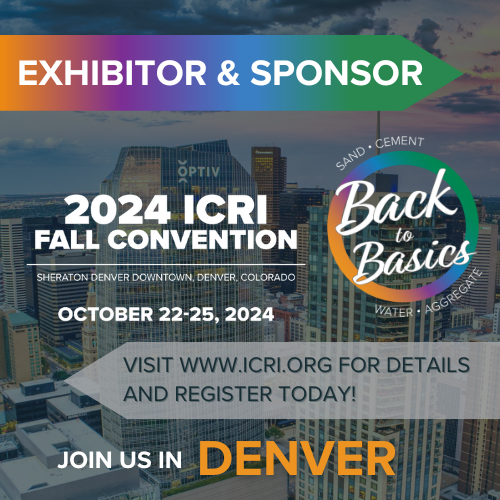 EXHIBITOR & SPONSOR
OPTIV
SAND • CEMENT
Back
to
Basics
WATER • AGGREGATE
2024 ICRI
FALL CONVENTION
SHERATON DENVER DOWNTOWN, DENVER, COLORADO
OCTOBER 22-25, 2024
VISIT WWW.ICRI.ORG FOR DETAILS
AND REGISTER TODAY!
JOIN US IN DENVER